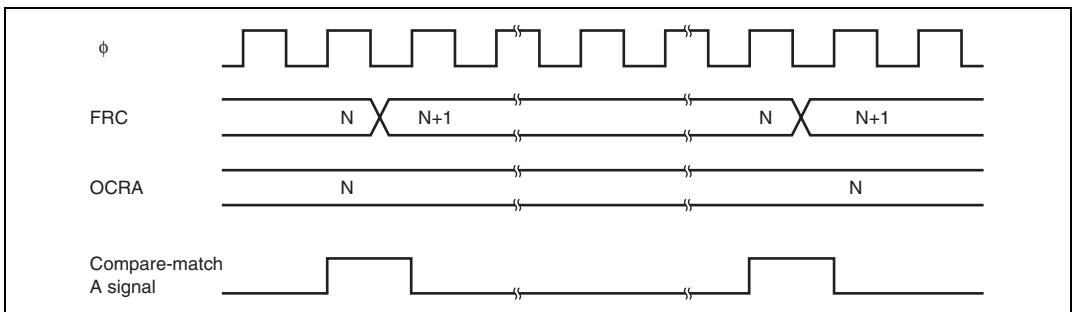 ϕ
FRC N N+1 N N+1
OCRA N N
Compare-match
A signal